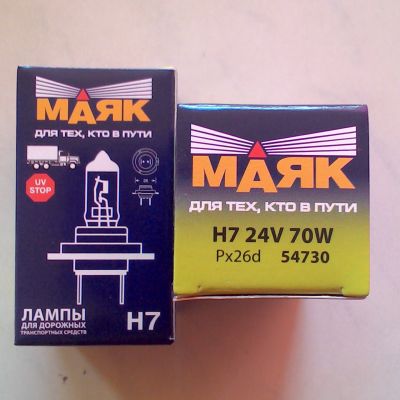 МАЯК
ДЛЯ ТЕХ, КТО В ПУТИ
UV
STOP
ЛАМПЫ
ДЛЯ ДОРОЖНЫХ
ТРАНСПОРТНЫХ СРЕДСТВ
H7
МАЯК
ДЛЯ ТЕХ, КТО В ПУТИ
H7 24V 70W
Px26d 54730